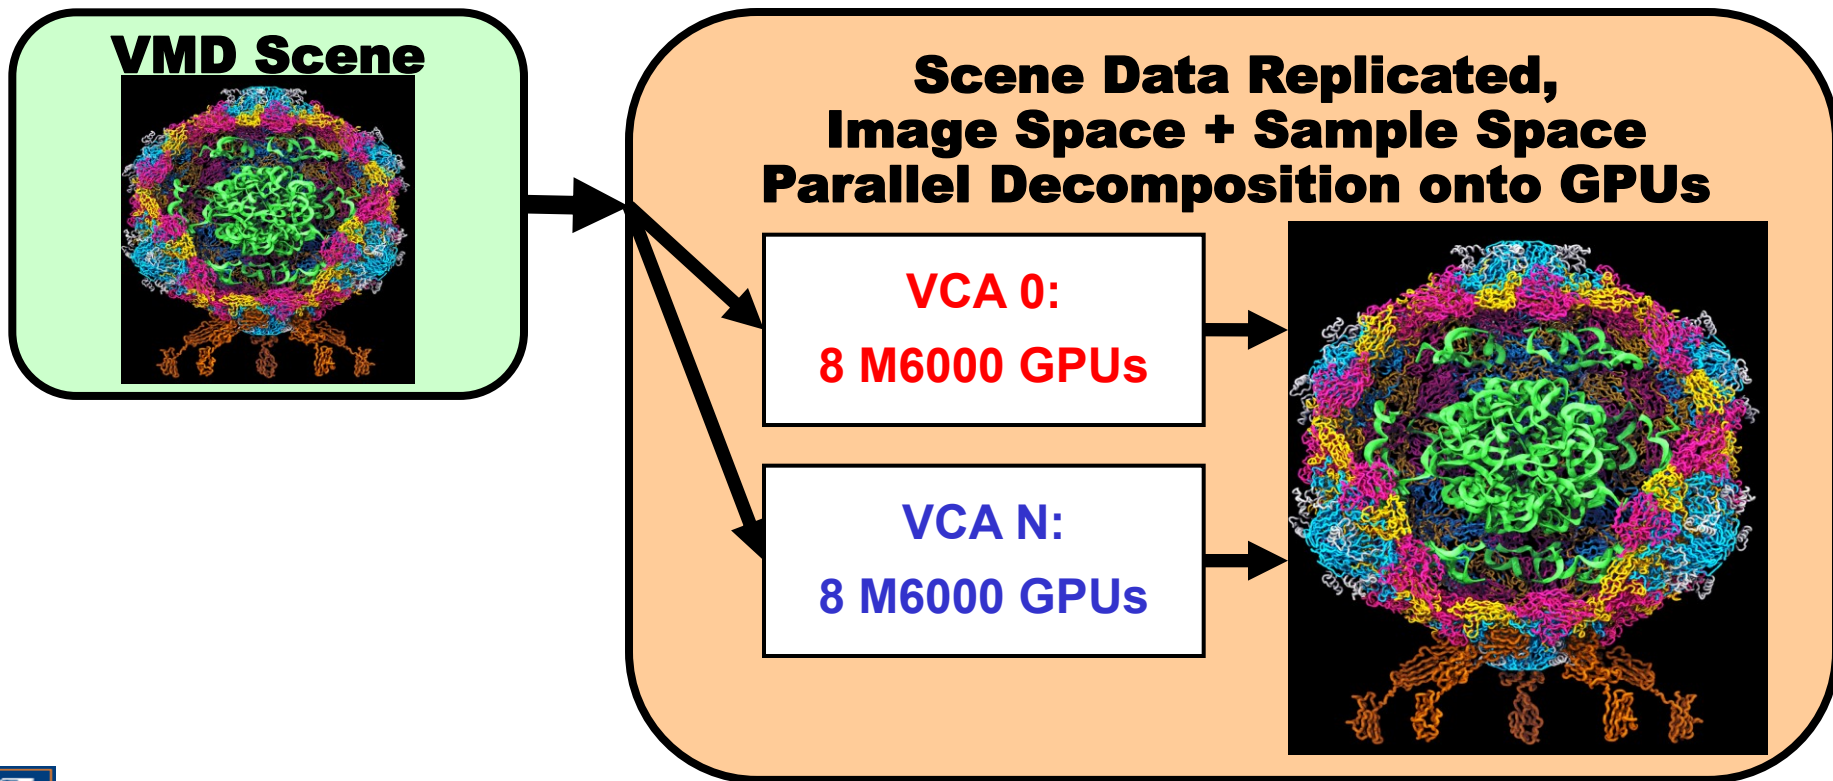 VMD Scene
Scene Data Replicated,
Image Space + Sample Space
Parallel Decomposition onto GPUs
VCA 0:
8 M6000 GPUs
VCA N:
8 M6000 GPUs